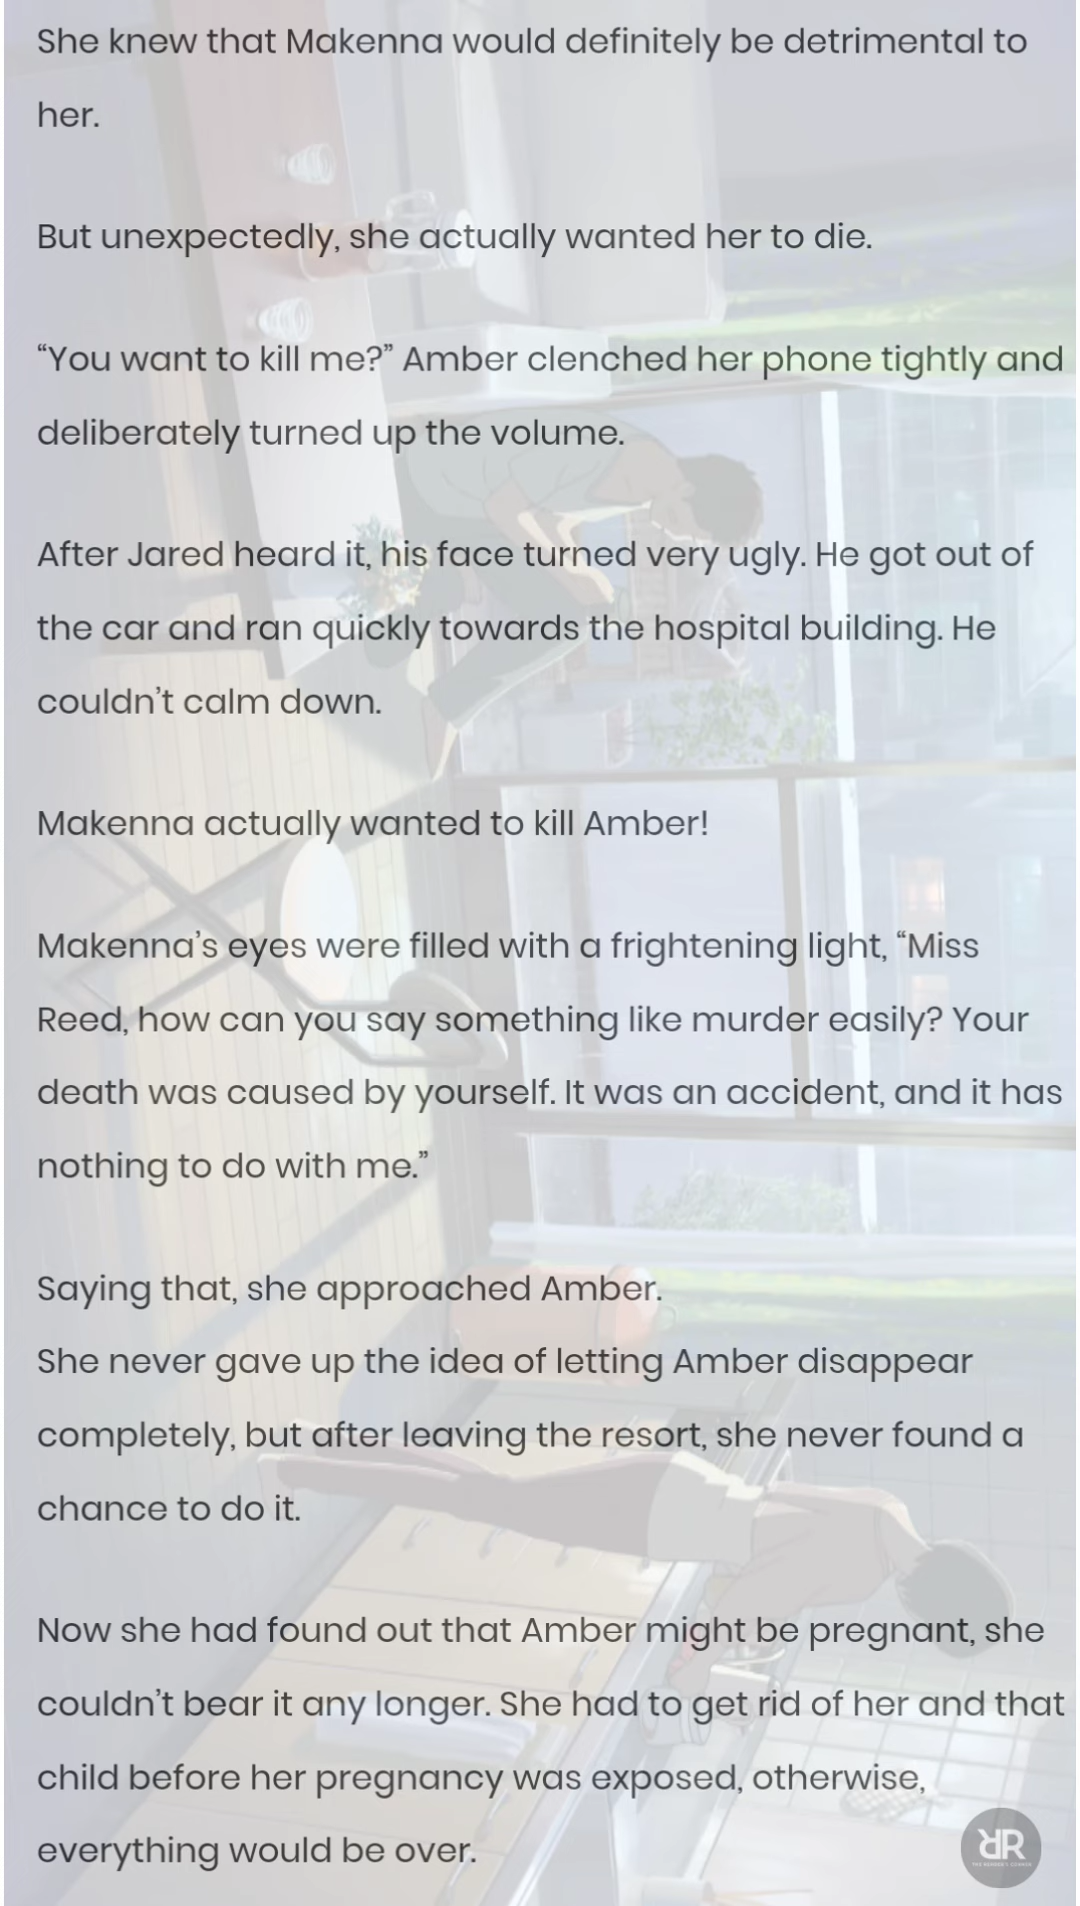 She knew that Makenna would definitely be detrimental to
her.
But unexpectedly, she actually wanted her to die.
“You want to kill me?” Amber clenched her phone tightly and
deliberately turned up the volume.
After Jared heard it, his face turned very ugly. He got out of
the car and ran quickly towards the hospital building. He
couldn’t calm down.
Makenna actually wanted to kill Amber!
Makenna’s eyes were filled with a frightening light, “Miss
Reed, how can you say something like murder easily? Your
death was caused by yourself. It was an accident, and it has
nothing to do with me.”
Saying that, she approached Amber.
She never gave up the idea of letting Amber disappear
completely, but after leaving the resort, she never found a
chance to do it.
Now she had found out that Amber might be pregnant, she
couldn’t bear it any longer. She had to get rid of her and that
child before her pregnancy was exposed, otherwise,
everything would be over.